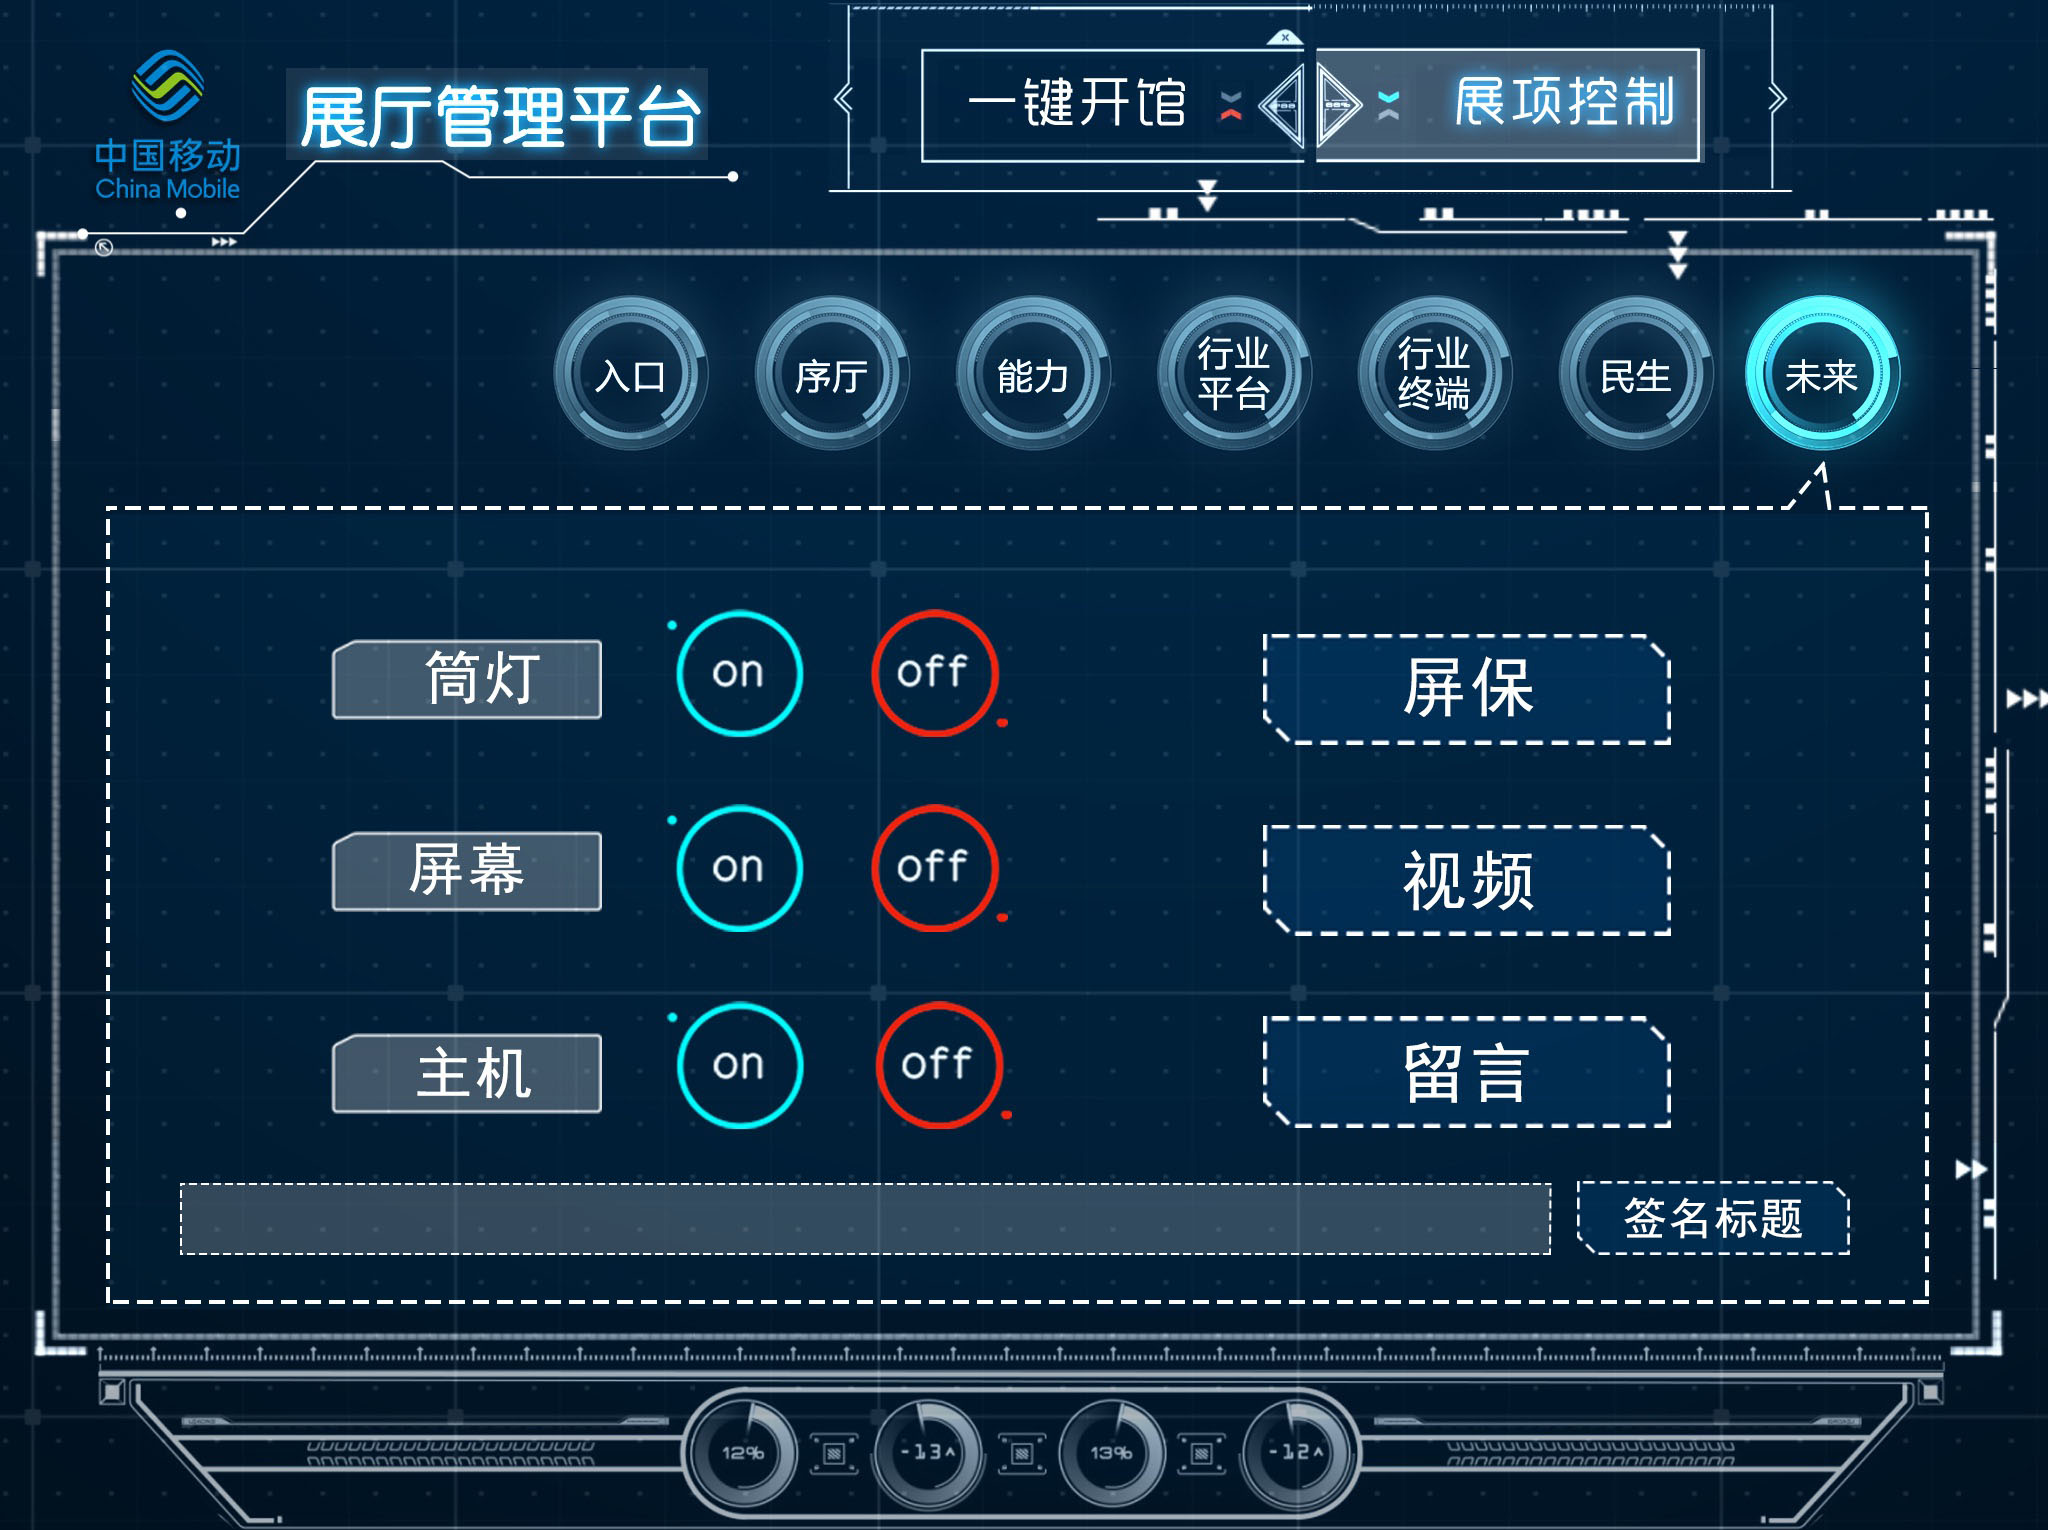 中国移动
China Mobile
展厅管理平台
一键开馆
展项控制
入口
序厅
能力
行业
平台
行业
终端
民生
未来
筒灯
on
off
屏保
屏幕
on
off
视频
主机
on
off
留言
签名标题
12%
-13^
13%
-12^